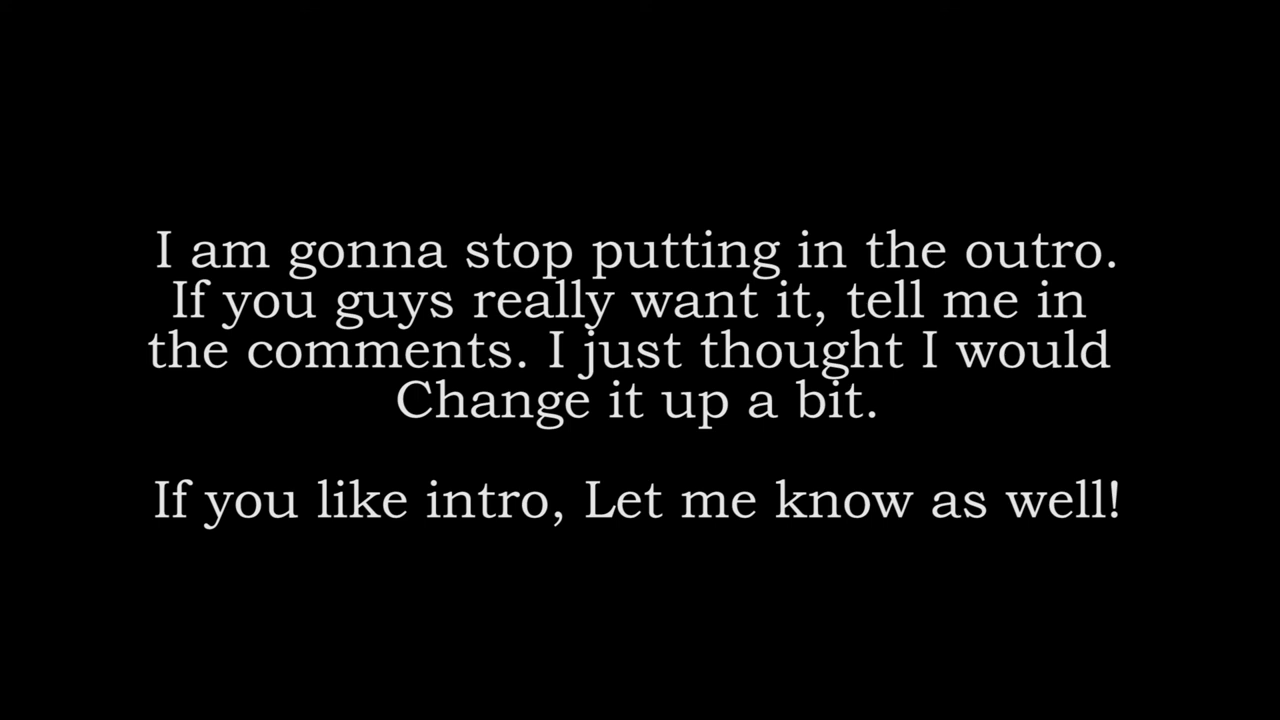 I am gonna stop putting in the outro.
If you guys really want it, tell me in
the comments. I just thought I would
Change it up a bit.
If you like intro, Let me know as well!